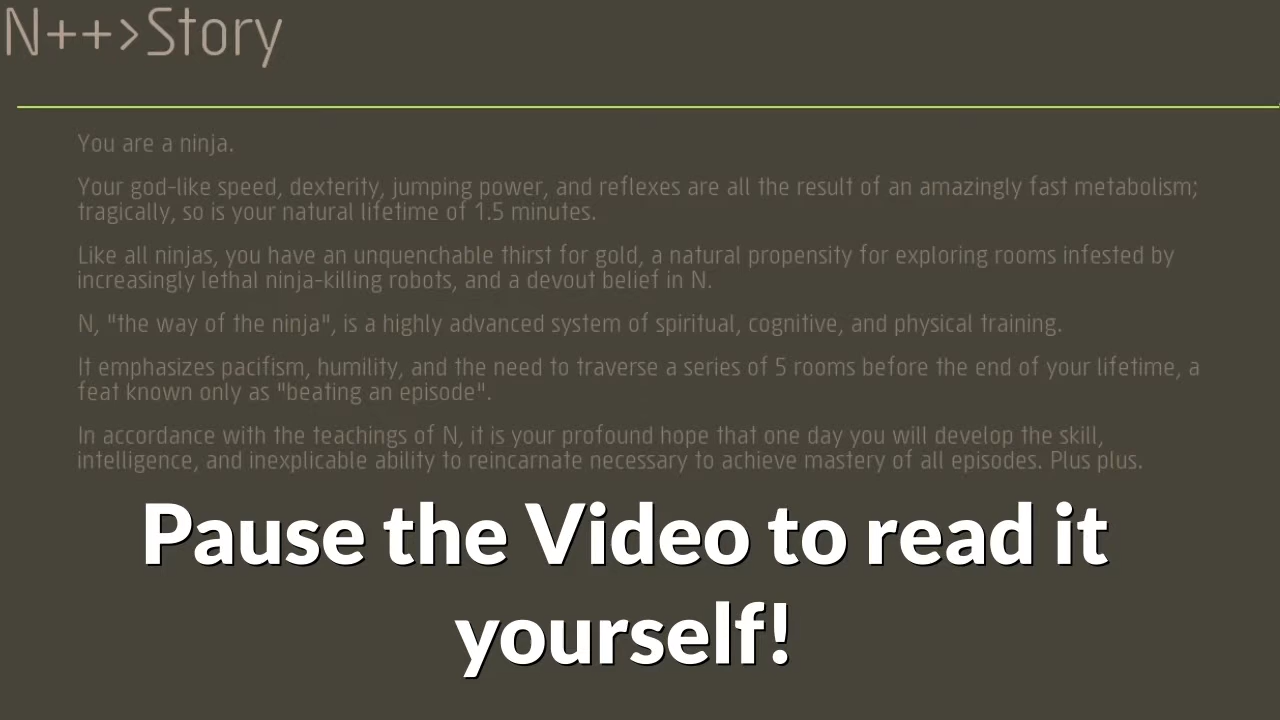 N++>Story
You are a ninja.
Your god-like speed, dexterity, jumping power, and reflexes are all the result of an amazingly fast metabolism;
tragically, so is your natural lifetime of 1.5 minutes.
Like all ninjas, you have an unquenchable thirst for gold, a natural propensity for exploring rooms infested by
increasingly lethal ninja-killing robots, and a devout belief in N.
N, "the way of the ninja", is a highly advanced system of spiritual, cognitive, and physical training.
It emphasizes pacifism, humility, and the need to traverse a series of 5 rooms before the end of your lifetime, a
feat known only as "beating an episode".
In accordance with the teachings of N, it is your profound hope that one day you will develop the skill,
intelligence, and inexplicable ability to reincarnate necessary to achieve mastery of all episodes. Plus plus.
Pause the Video to read it
yourself!